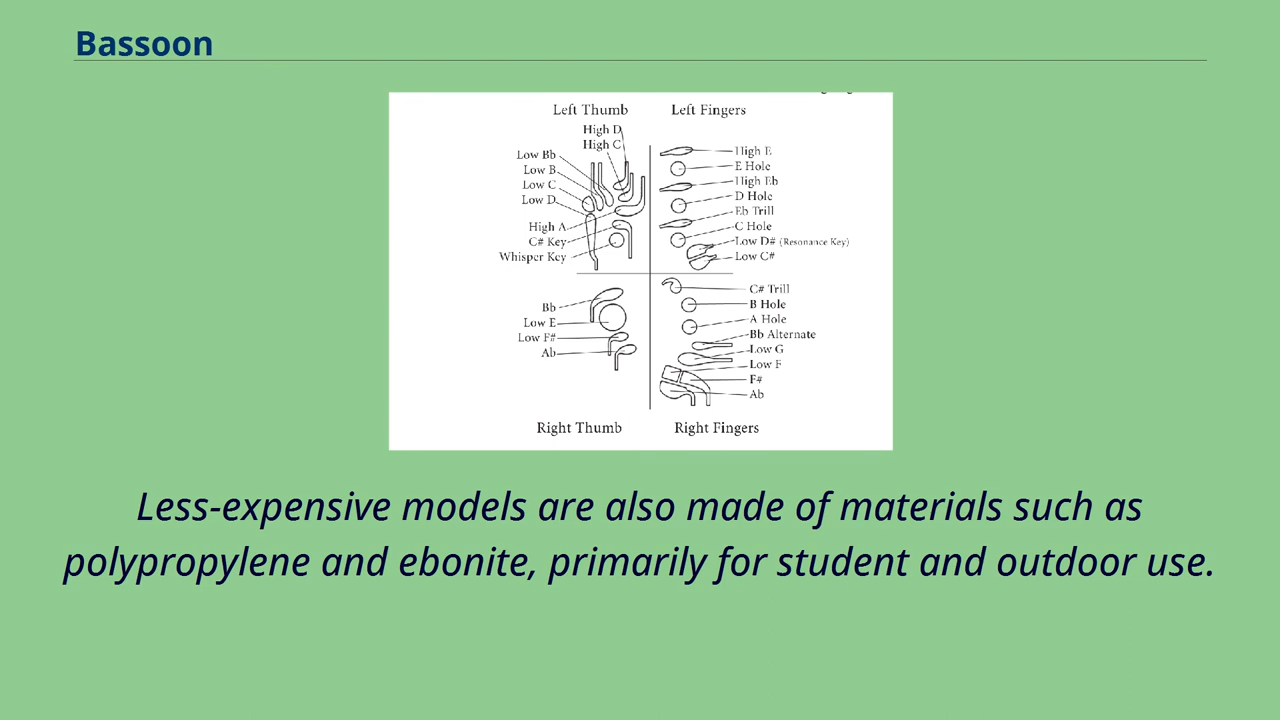 Bassoon
Left Thumb
Left Fingers
High D
High C
Low Bb
Low B
Low C
Low D
High A
C# Key
Whisper Key
High E
E Hole
High Eb
D Hole
Eb Trill
C Hole
Low D# (Resonance Key)
Low C#
Bb
Low E
Low F#
Ab
C# Trill
B Hole
A Hole
Bb Alternate
Low G
Low F
F#
Ab
Right Thumb
Right Fingers
Less-expensive models are also made of materials such as
polypropylene and ebonite, primarily for student and outdoor use.